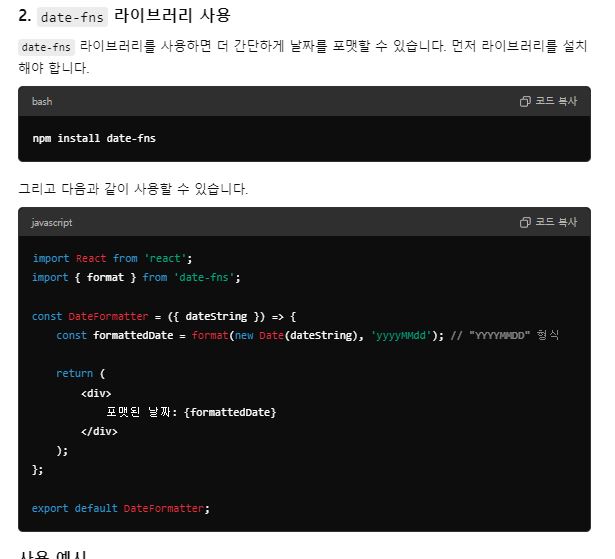 2. date-fns 라이브러리 사용
date-fns 라이브러리를 사용하면 더 간단하게 날짜를 포맷할 수 있습니다. 먼저 라이브러리를 설치
해야 합니다.
bash
코드 복사
npm install date-fns
그리고 다음과 같이 사용할 수 있습니다.
javascript
코드 복사
import React from 'react';
import { format } from 'date-fns';
const DateFormatter = ({ dateString }) => {
const formattedDate = format(new Date(dateString), 'yyyyMMdd'); // "YYYYMMDD" 형식
return (
<div>
포맷된 날짜: {formattedDate}
</div>
);
};
export default DateFormatter;
사용 예시